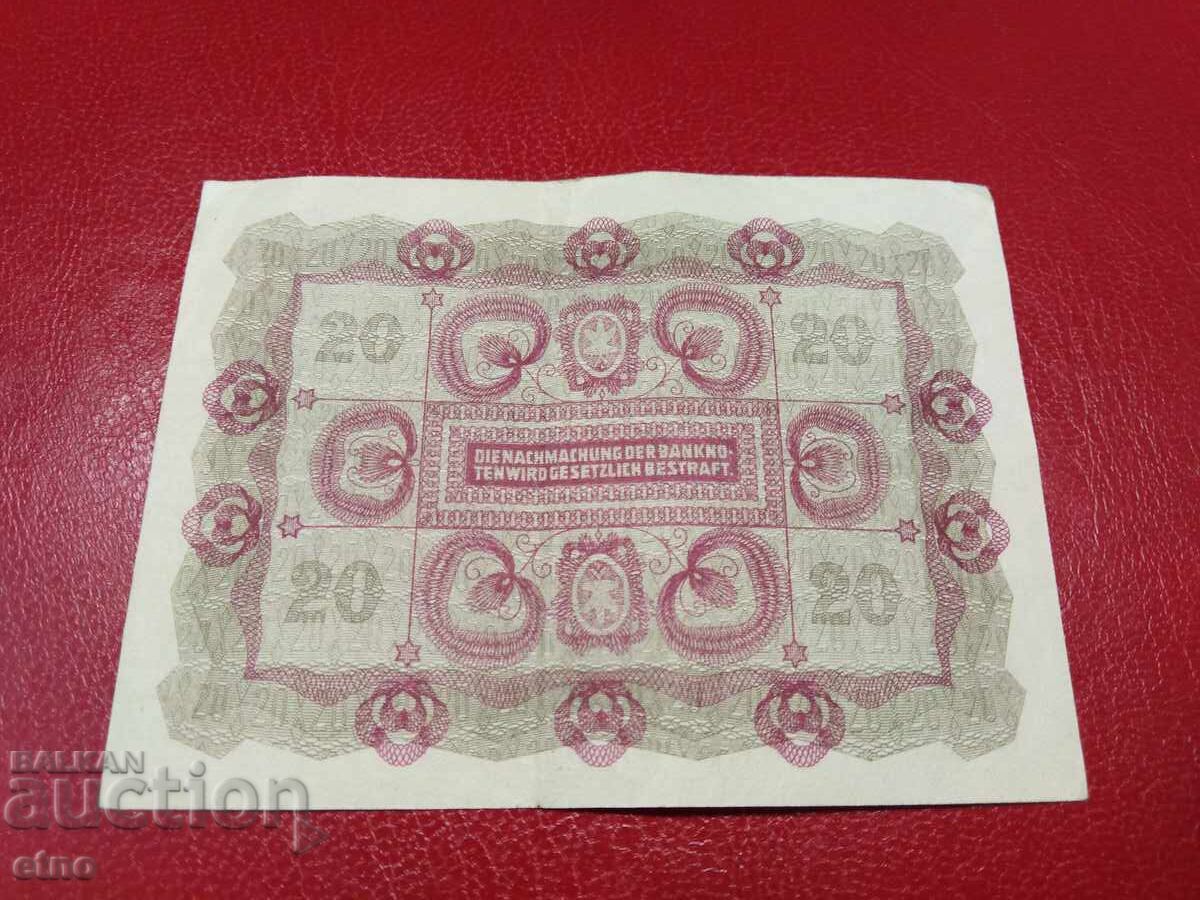 20
20
DIE NACHMACHUNG DER BANKNO-
TEN WIRD GESETZLICH BESTRAFT.
20
20
BALKAN
auction
etno